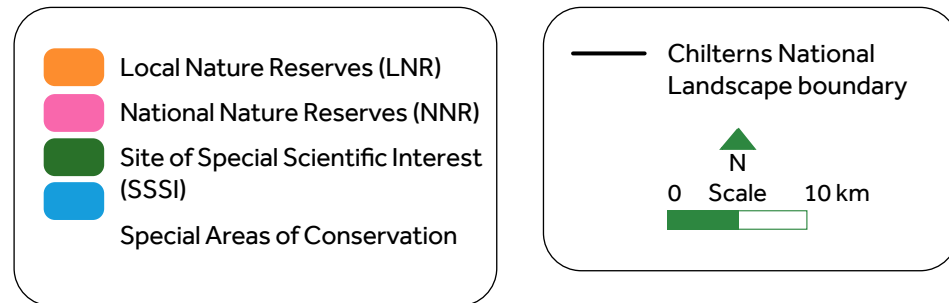 Local Nature Reserves (LNR)
National Nature Reserves (NNR)
Site of Special Scientific Interest
(SSSI)
Special Areas of Conservation
Chilterns National
Landscape boundary
N
0 Scale 10 km